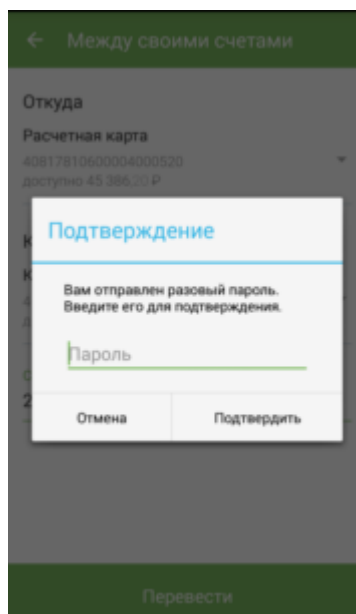 ← Между своими счетами
Откуда
Расчетная карта
40817810600004000520
доступно 45 386,20 ₽
Подтверждение
Вам отправлен разовый пароль.
Введите его для подтверждения.
Пароль
Отмена Подтвердить
Перевести